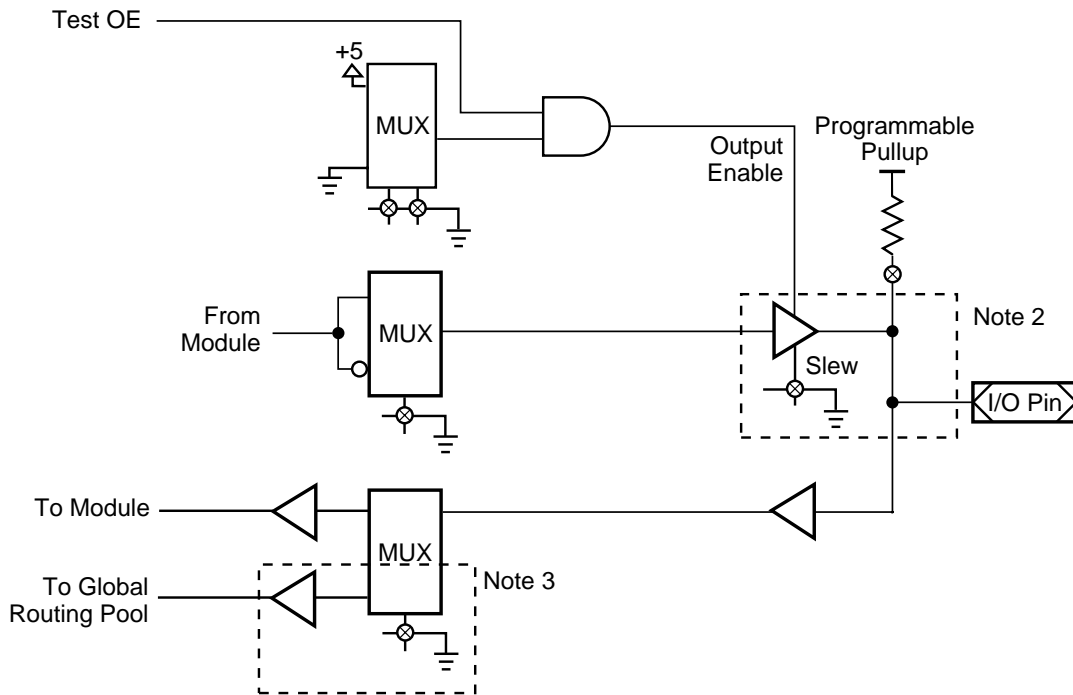 Test OE
+5
MUX
Output
Enable
Programmable
Pullup
From
Module
MUX
Slew
Note 2
I/O Pin
To Module
MUX
To Global
Routing Pool
Note 3